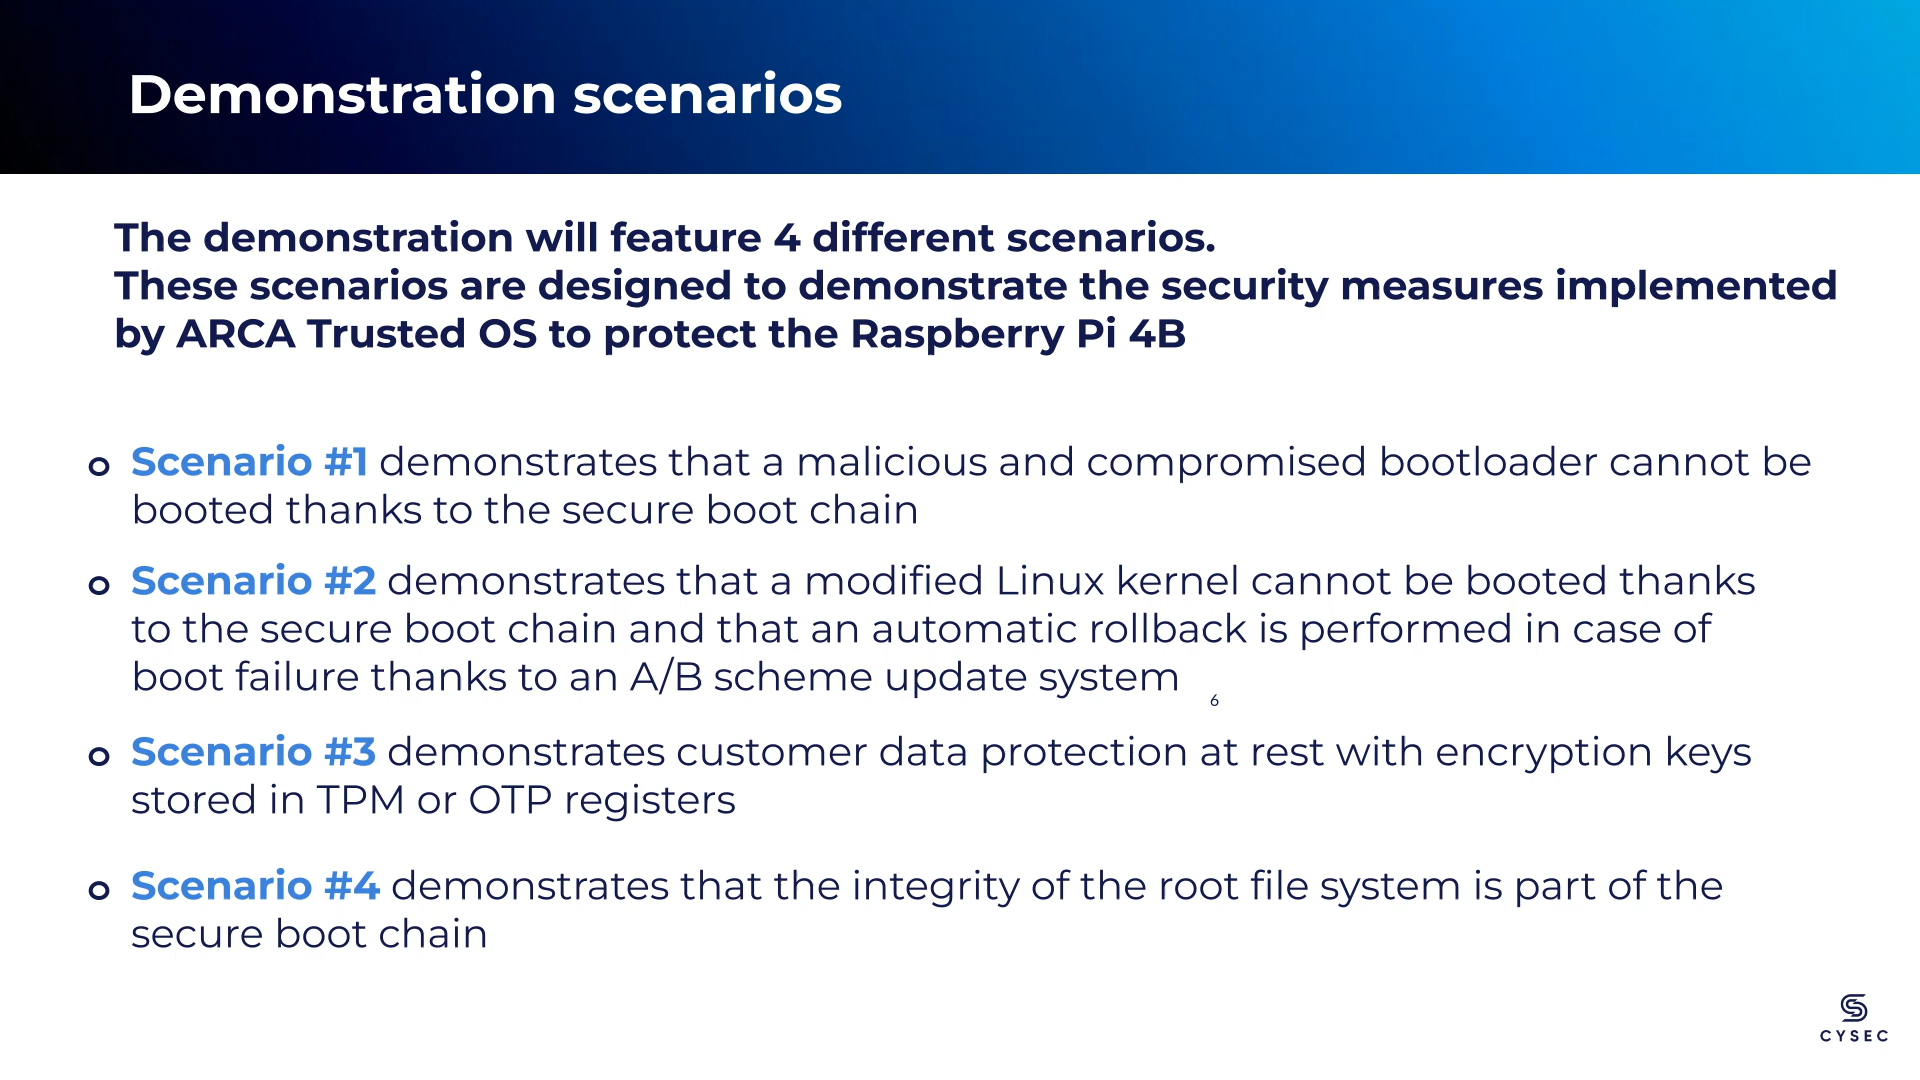 Demonstration scenarios
The demonstration will feature 4 different scenarios.
These scenarios are designed to demonstrate the security measures implemented
by ARCA Trusted OS to protect the Raspberry Pi 4B
o Scenario #1 demonstrates that a malicious and compromised bootloader cannot be
booted thanks to the secure boot chain
o Scenario #2 demonstrates that a modified Linux kernel cannot be booted thanks
to the secure boot chain and that an automatic rollback is performed in case of
boot failure thanks to an A/B scheme update system
6
o Scenario #3 demonstrates customer data protection at rest with encryption keys
stored in TPM or OTP registers
o Scenario #4 demonstrates that the integrity of the root file system is part of the
secure boot chain
CYSEC